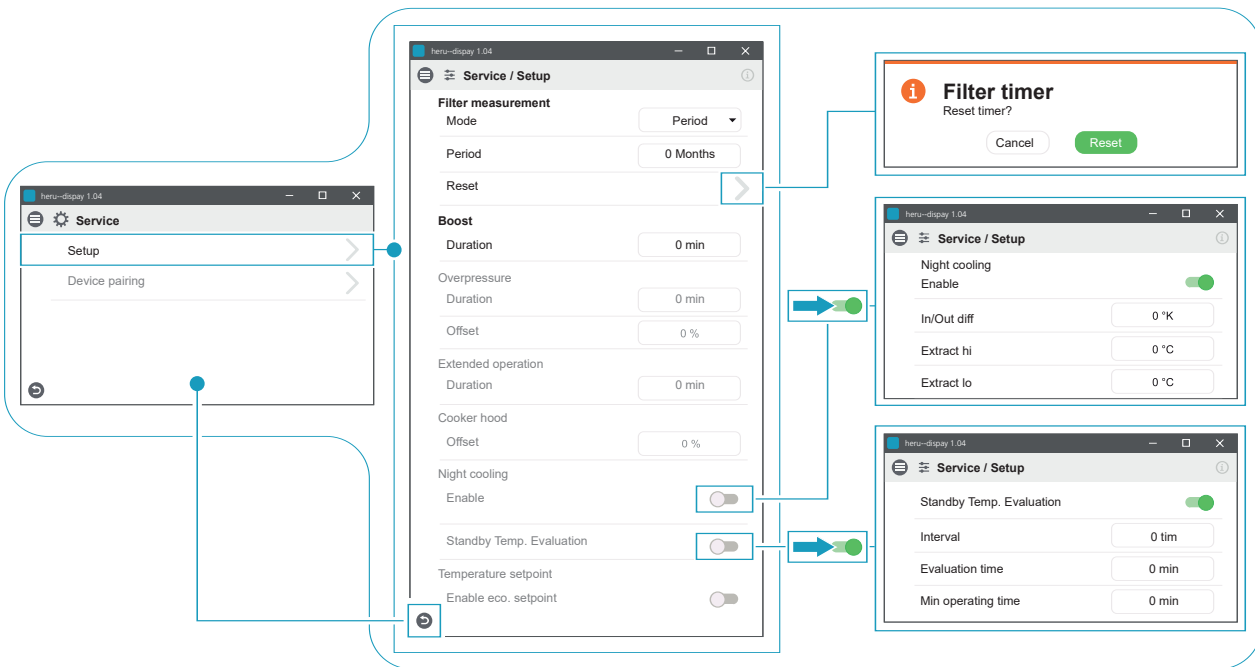 heru–dispay 1.04
Service
Setup
Device pairing
heru–dispay 1.04
Service / Setup
Filter measurement
Mode
Period
Period
0 Months
Reset
Boost
Duration
0 min
Overpressure
Duration
0 min
Offset
0 %
Extended operation
Duration
0 min
Cooker hood
Offset
0 %
Night cooling
Enable
Standby Temp. Evaluation
Temperature setpoint
Enable eco. setpoint
Filter timer
Reset timer?
Cancel
Reset
heru–dispay 1.04
Service / Setup
Night cooling
Enable
In/Out diff
0 °K
Extract hi
0 °C
Extract lo
0 °C
heru–dispay 1.04
Service / Setup
Standby Temp. Evaluation
Interval
0 tim
Evaluation time
0 min
Min operating time
0 min